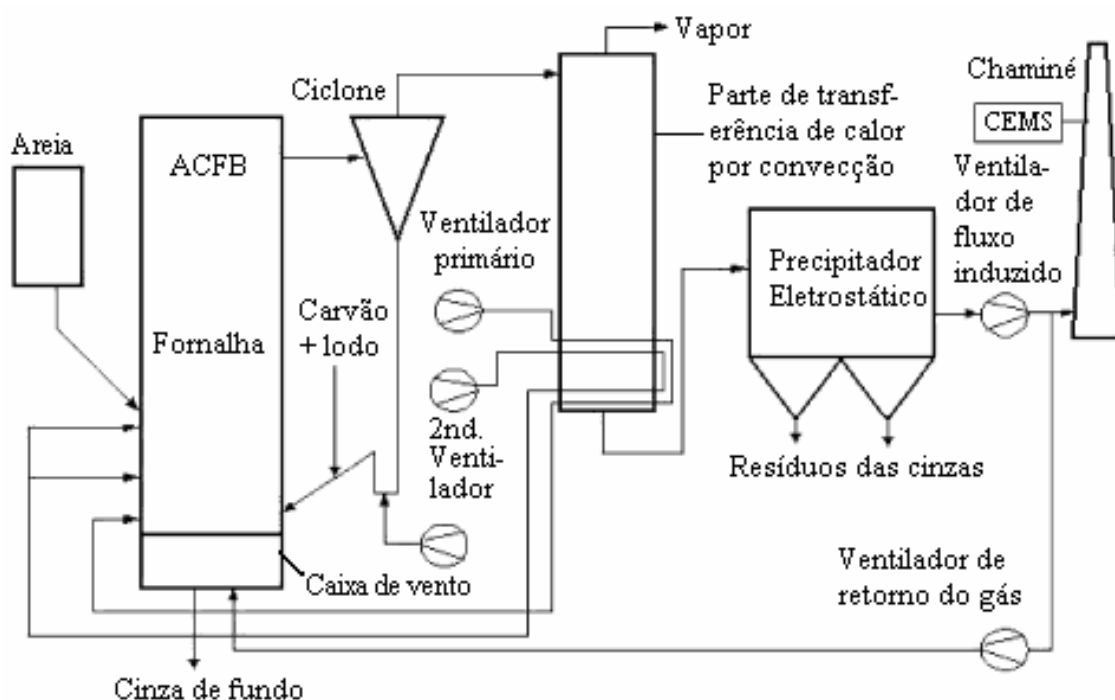 Vapor
Chaminé
Ciclone
Parte de transf-
erência de calor
por convecção
CEMS
Areia
ACFB
Ventila-
dor de
fluxo
induzido
Ventilador
primário
Precipitador
Eletrostático
Carvão
+ lodo
Fornalha
2nd.
Venti-
lador
Resíduos das cinzas
Caixa de vento
Ventilador de
retorno do gás
Cinza de fundo